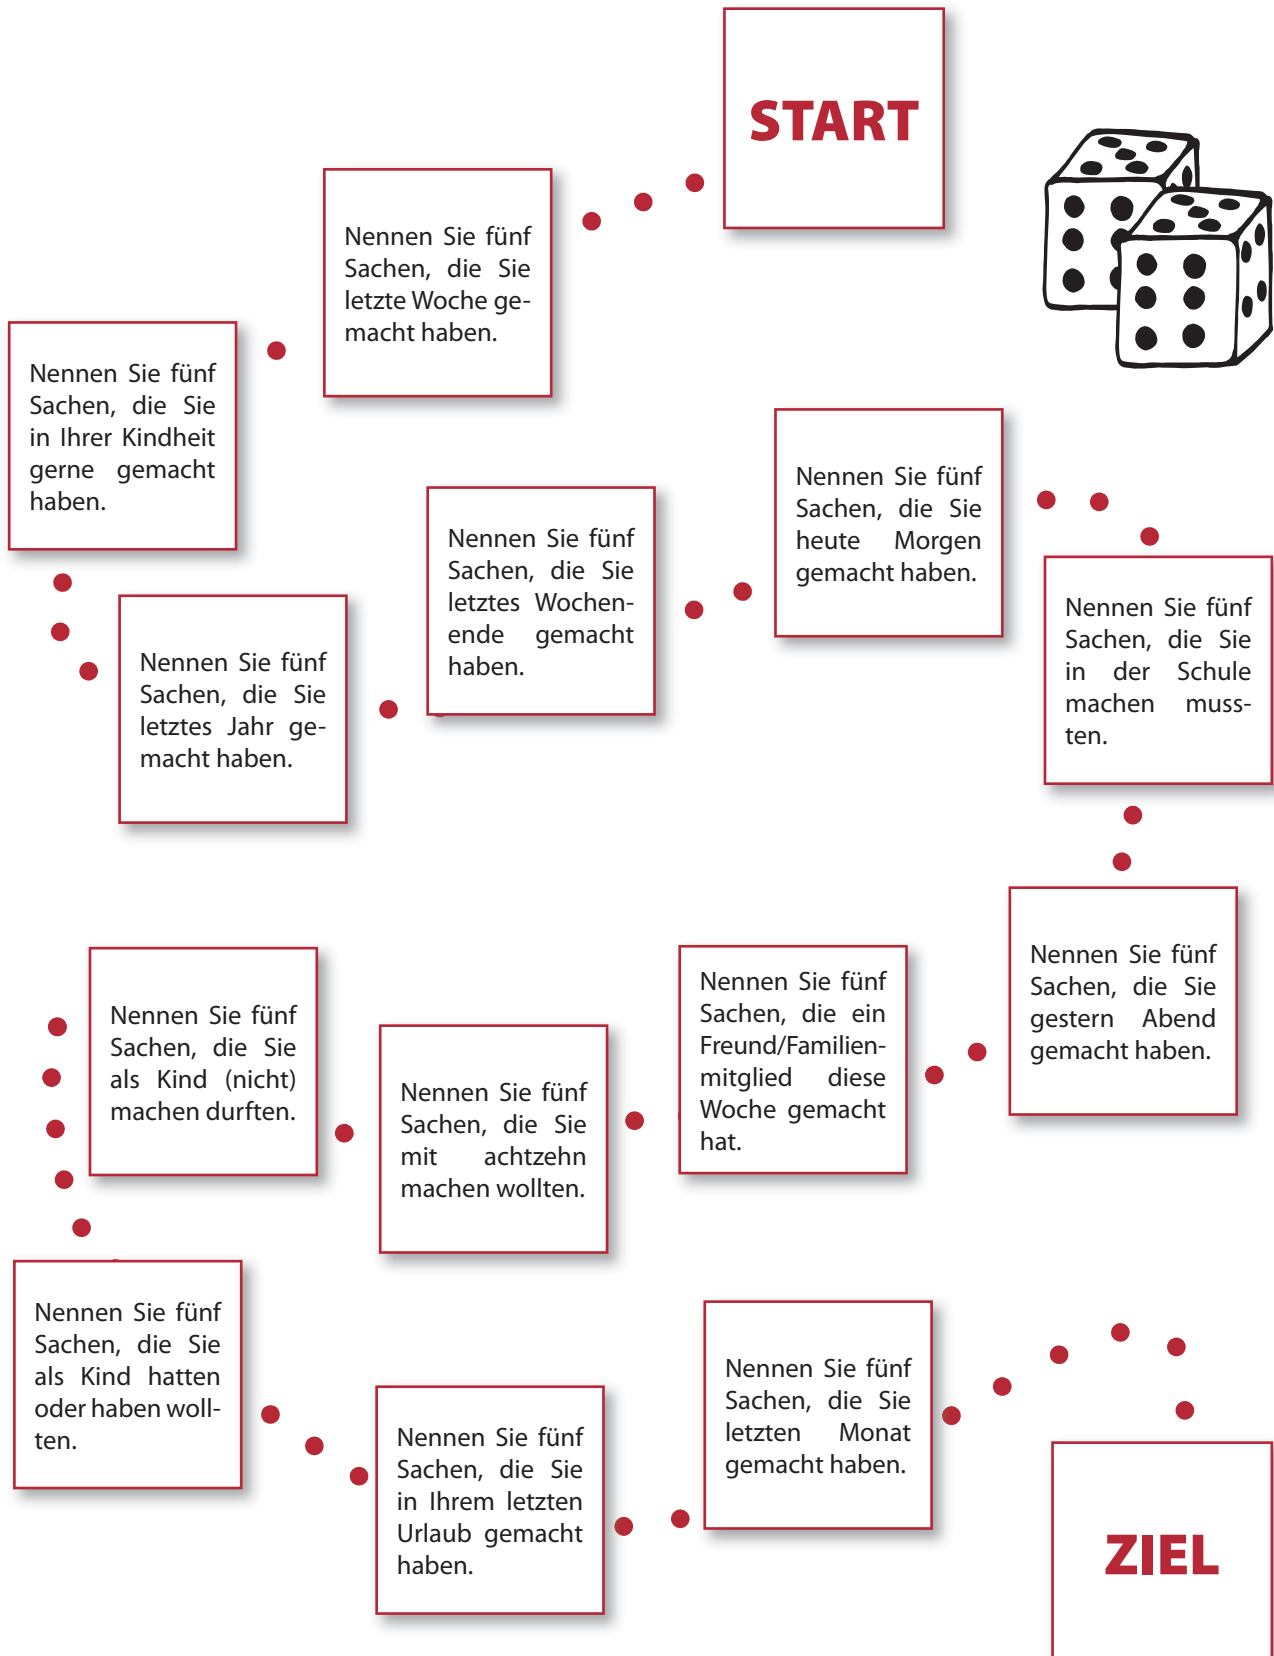 START
Nennen Sie fünf
Sachen, die Sie
letzte Woche ge-
macht haben.
Nennen Sie fünf
Sachen, die Sie
in Ihrer Kindheit
gerne gemacht
haben.
Nennen Sie fünf
Sachen, die Sie
letztes Jahr ge-
macht haben.
Nennen Sie fünf
Sachen, die Sie
letztes Wochen-
ende gemacht
haben.
Nennen Sie fünf
Sachen, die Sie
heute Morgen
gemacht haben.
Nennen Sie fünf
Sachen, die Sie
in der Schule
machen muss-
ten.
Nennen Sie fünf
Sachen, die Sie
gestern Abend
gemacht haben.
Nennen Sie fünf
Sachen, die ein
Freund/Familien-
mitglied diese
Woche gemacht
hat.
Nennen Sie fünf
Sachen, die Sie
mit achtzehn
machen wollten.
Nennen Sie fünf
Sachen, die Sie
als Kind (nicht)
machen durften.
Nennen Sie fünf
Sachen, die Sie
als Kind hatten
oder haben woll-
ten.
Nennen Sie fünf
Sachen, die Sie
in Ihrem letzten
Urlaub gemacht
haben.
Nennen Sie fünf
Sachen, die Sie
letzten Monat
gemacht haben.
ZIEL